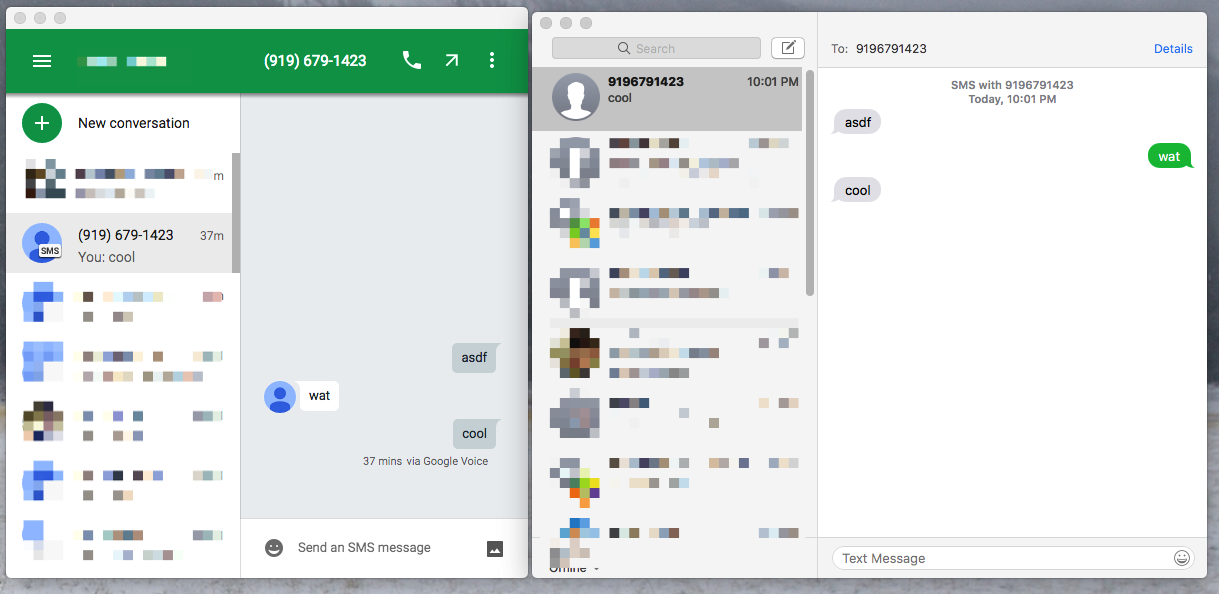 (919) 679-1423
New conversation
m
(919) 679-1423 37m
SMS
You: cool
asdf
wat
cool
37 mins via Google Voice
Send an SMS message
Search
9196791423 10:01 PM
cool
Offline
To: 9196791423 Details
SMS with 9196791423
Today, 10:01 PM
asdf
wat
cool
Text Message